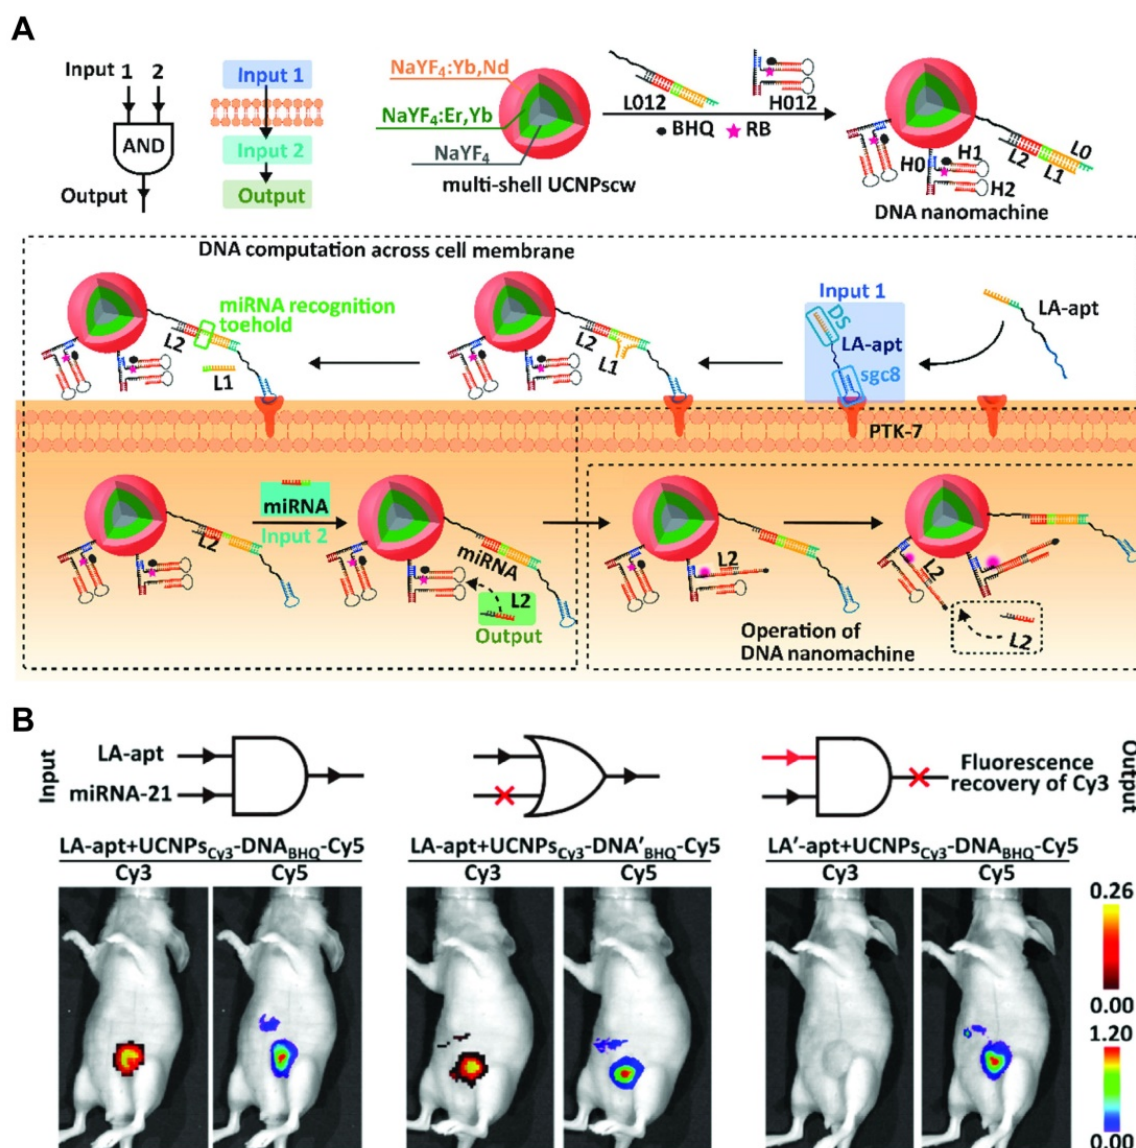 A
Input 1 2
AND
Output
Input 1
Input 2
Output
NaYF4:Yb,Nd
NaYF4:Er,Yb
NaYF4
multi-shell UCNPscw
L012
H012
BHQ RB
L0
L2
L1
H0
H1
H2
DNA nanomachine
DNA computation across cell membrane
miRNA recognition
toehold
L2
L1
L2
L1
Input 1
DS
LA-apt
sgc8
LA-apt
PTK-7
L2
miRNA
Input 2
miRNA
L2
Output
L2
L2
L2
Operation of
DNA nanomachine
B
Input
LA-apt
miRNA-21
Fluorescence
recovery of Cy3
Output
LA-apt+UCNPsCy3-DNABHQ-Cy5
Cy3 Cy5
LA-apt+UCNPsCy3-DNA'BHQ-Cy5
Cy3 Cy5
LA'-apt+UCNPsCy3-DNABHQ-Cy5
Cy3 Cy5
0.26
0.00
1.20
0.00